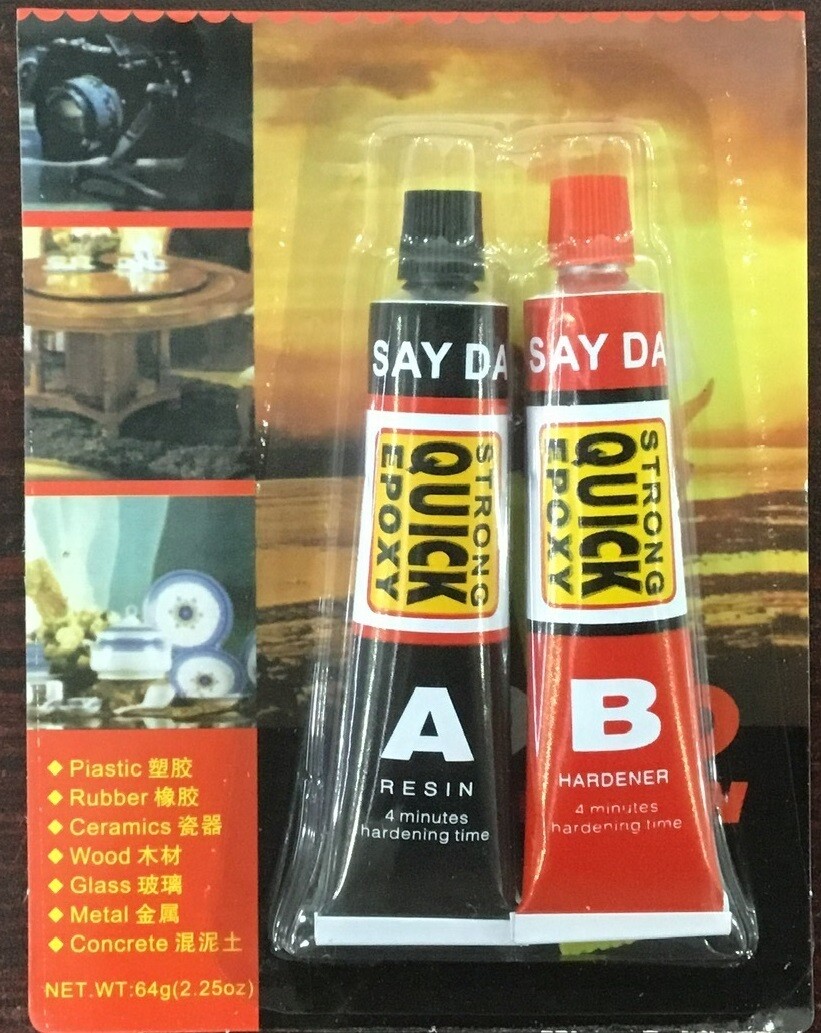 SAY DA
STRONG
QUICK
EPOXY
A
RESIN
4 minutes
hardening time
SAY DA
STRONG
QUICK
EPOXY
B
HARDENER
4 minutes
hardening time
◆ Piastic 塑胶
◆ Rubber 橡胶
◆ Ceramics 瓷器
◆ Wood 木材
◆ Glass 玻璃
◆ Metal 金属
◆ Concrete 混泥土
NET.WT:64g(2.25oz)